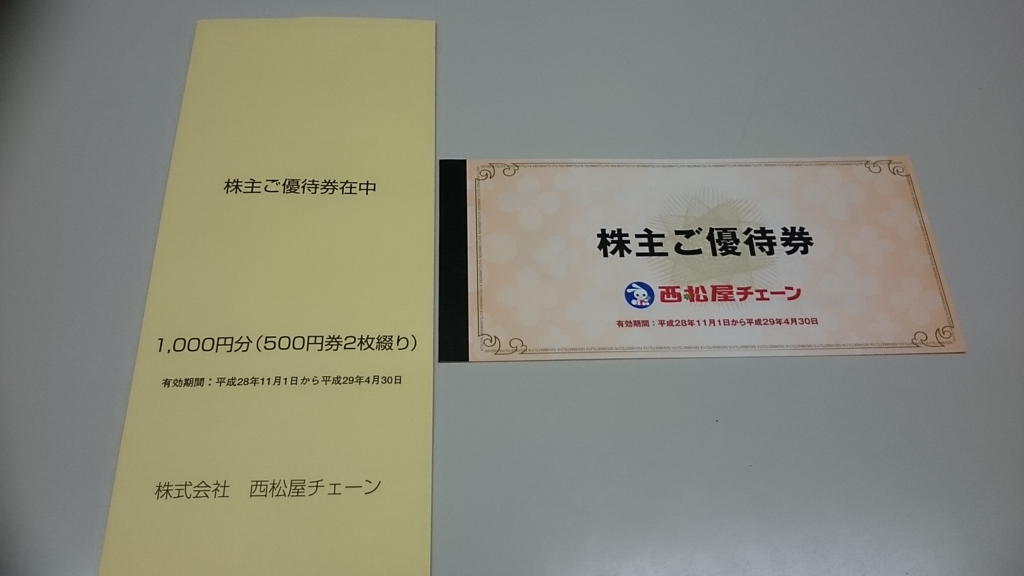 株主ご優待券在中
1,000円分(500円券2枚綴り)
有効期間：平成28年11月1日から平成29年4月30日
株式会社　西松屋チェーン
株主ご優待券
西松屋チェーン
有効期間：平成28年11月1日から平成29年4月30日